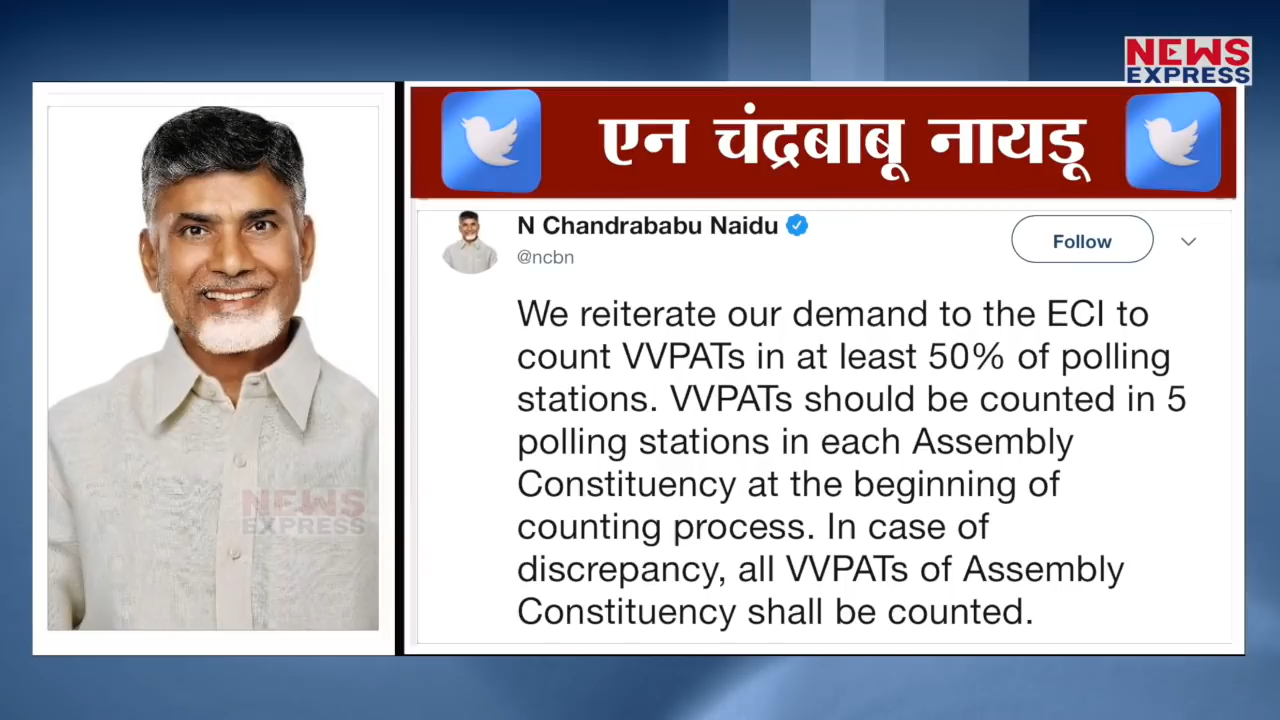 NEWS
EXPRESS
एन चंद्रबाबू नायडू
N Chandrababu Naidu
@ncbn
Follow
We reiterate our demand to the ECI to
count VVPATs in at least 50% of polling
stations. VVPATs should be counted in 5
polling stations in each Assembly
Constituency at the beginning of
counting process. In case of
discrepancy, all VVPATs of Assembly
Constituency shall be counted.
NEWS
EXPRESS